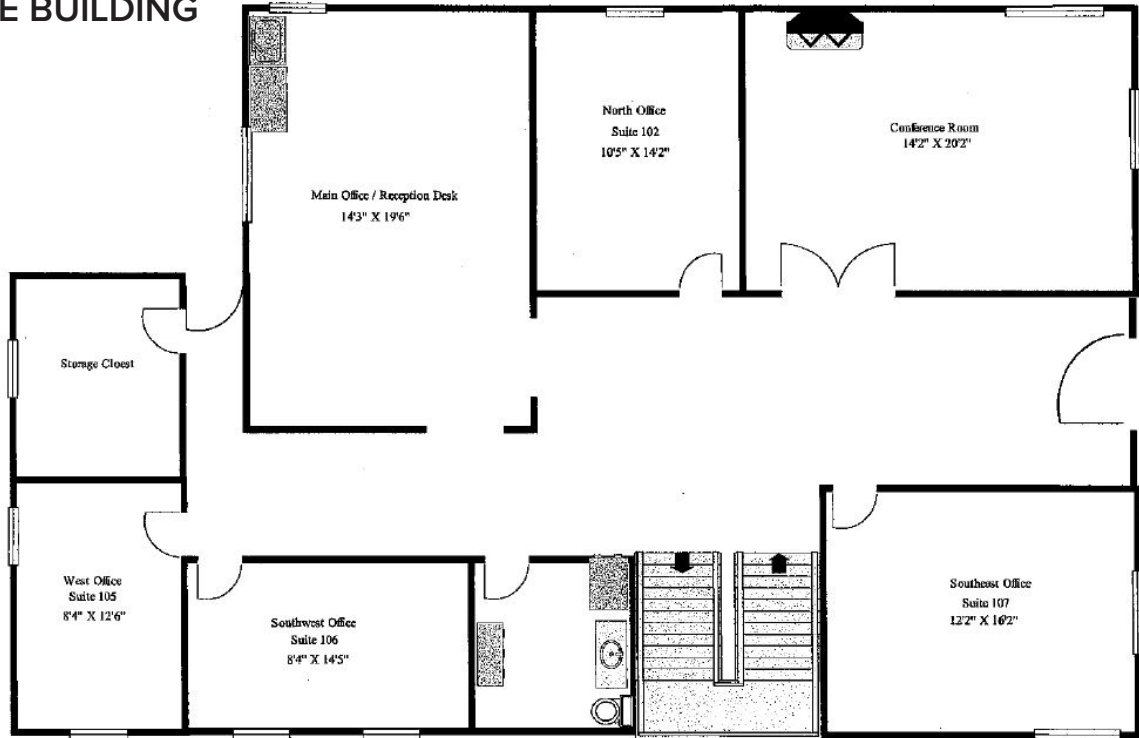 E BUILDING
North Office
Suite 102
10'5" X 14'2"
Conference Room
14'2" X 20'2"
Main Office / Reception Desk
14'3" X 19'6"
Storage Cloest
West Office
Suite 105
8'4" X 12'6"
Southwest Office
Suite 106
8'4" X 14'5"
Southeast Office
Suite 107
12'2" X 16'2"